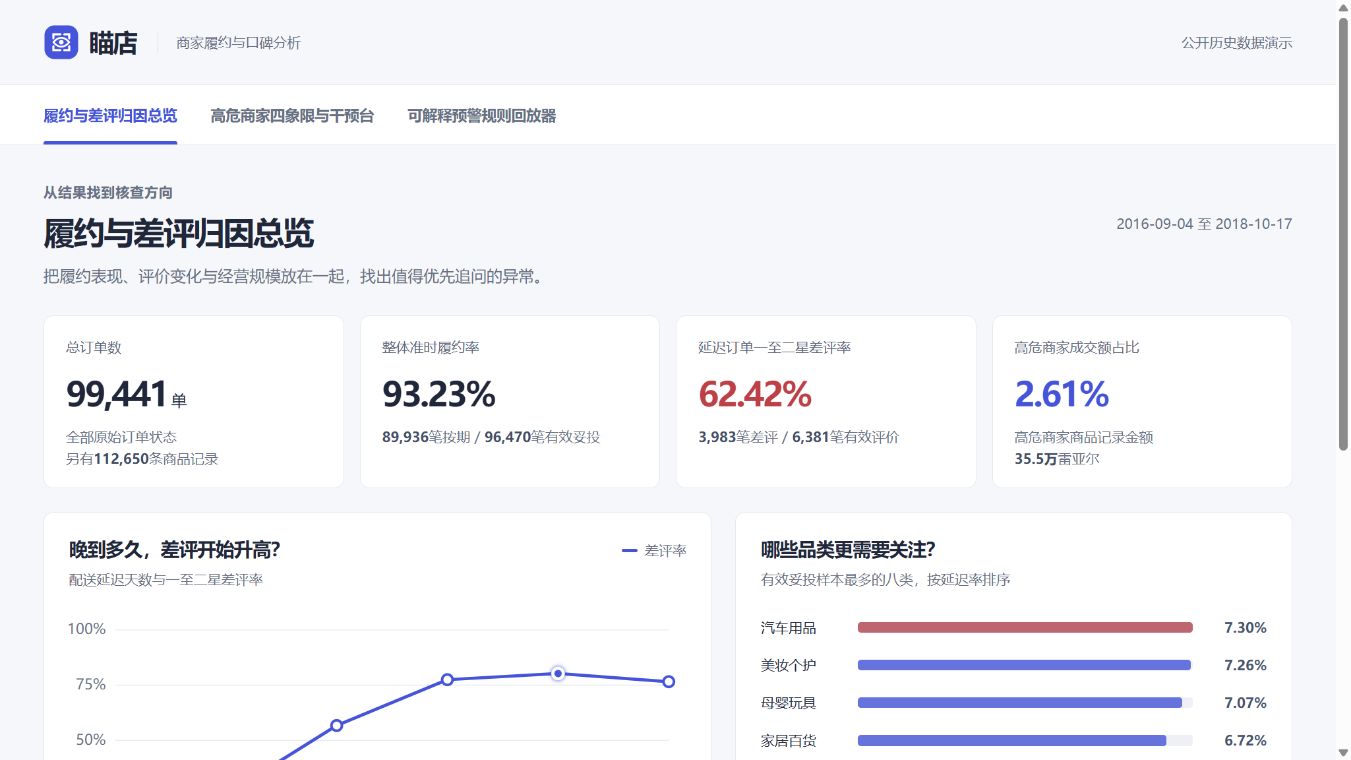 瞄店
商家履约与口碑分析
公开历史数据演示
履约与差评归因总览
高危商家四象限与干预台
可解释预警规则回放器
从结果找到核查方向
履约与差评归因总览
2016-09-04 至 2018-10-17
把履约表现、评价变化与经营规模放在一起，找出值得优先追问的异常。
总订单数
99,441 单
全部原始订单状态
另有112,650条商品记录
整体准时履约率
93.23%
89,936笔按期 / 96,470笔有效妥投
延迟订单一至二星差评率
62.42%
3,983笔差评 / 6,381笔有效评价
高危商家成交额占比
2.61%
高危商家商品记录金额
35.5万雷亚尔
晚到多久，差评开始升高？
差评率
配送延迟天数与一至二星差评率
100%
75%
50%
哪些品类更需要关注？
有效妥投样本最多的八类，按延迟率排序
汽车用品 7.30%
美妆个护 7.26%
母婴玩具 7.07%
家居百货 6.72%